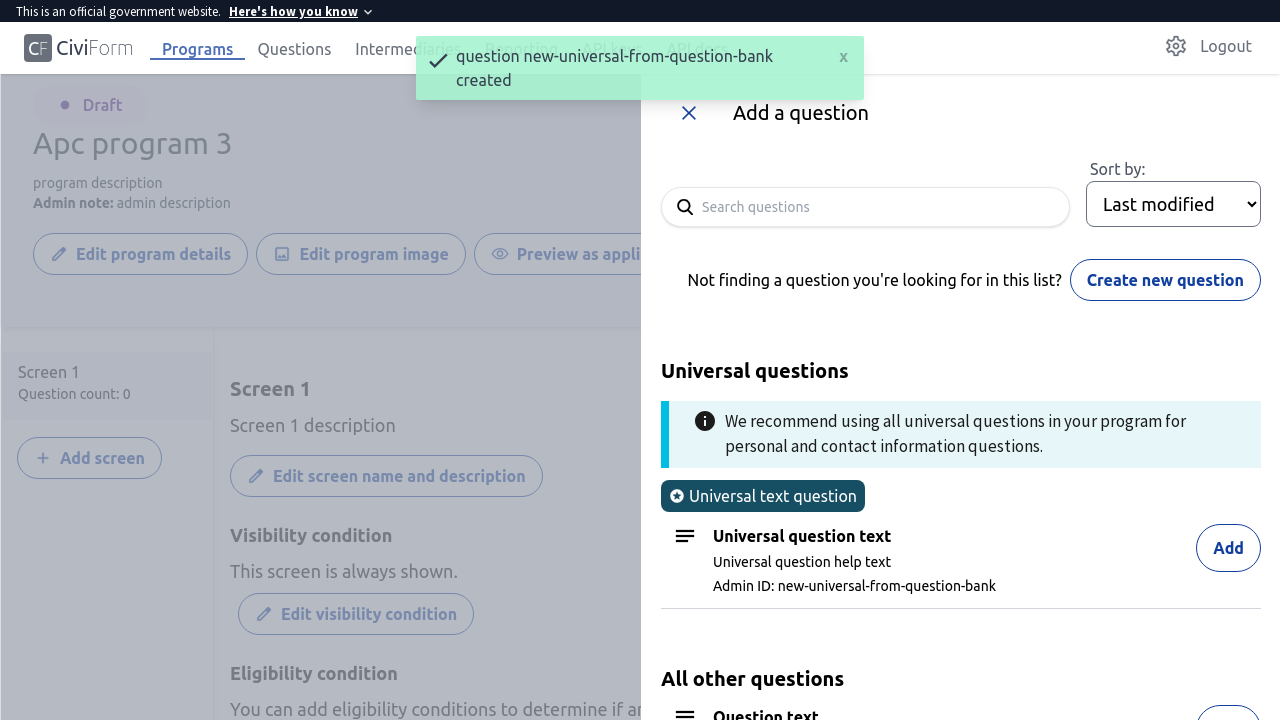 This is an official government website. Here's how you know
CF CiviForm Programs Questions Intermediaries Reporting API keys API docs Logout
question new-universal-from-question-bank
created
x
Draft
Apc program 3
program description
Admin note: admin description
Edit program details
Edit program image
Preview as appli
Screen 1
Question count: 0
Add screen
Screen 1
Screen 1 description
Edit screen name and description
Visibility condition
This screen is always shown.
Edit visibility condition
Eligibility condition
You can add eligibility conditions to determine if an
Add a question
Sort by:
Search questions
Last modified
Not finding a question you're looking for in this list?
Create new question
Universal questions
We recommend using all universal questions in your program for
personal and contact information questions.
Universal text question
Universal question text
Universal question help text
Admin ID: new-universal-from-question-bank
Add
All other questions
Question text